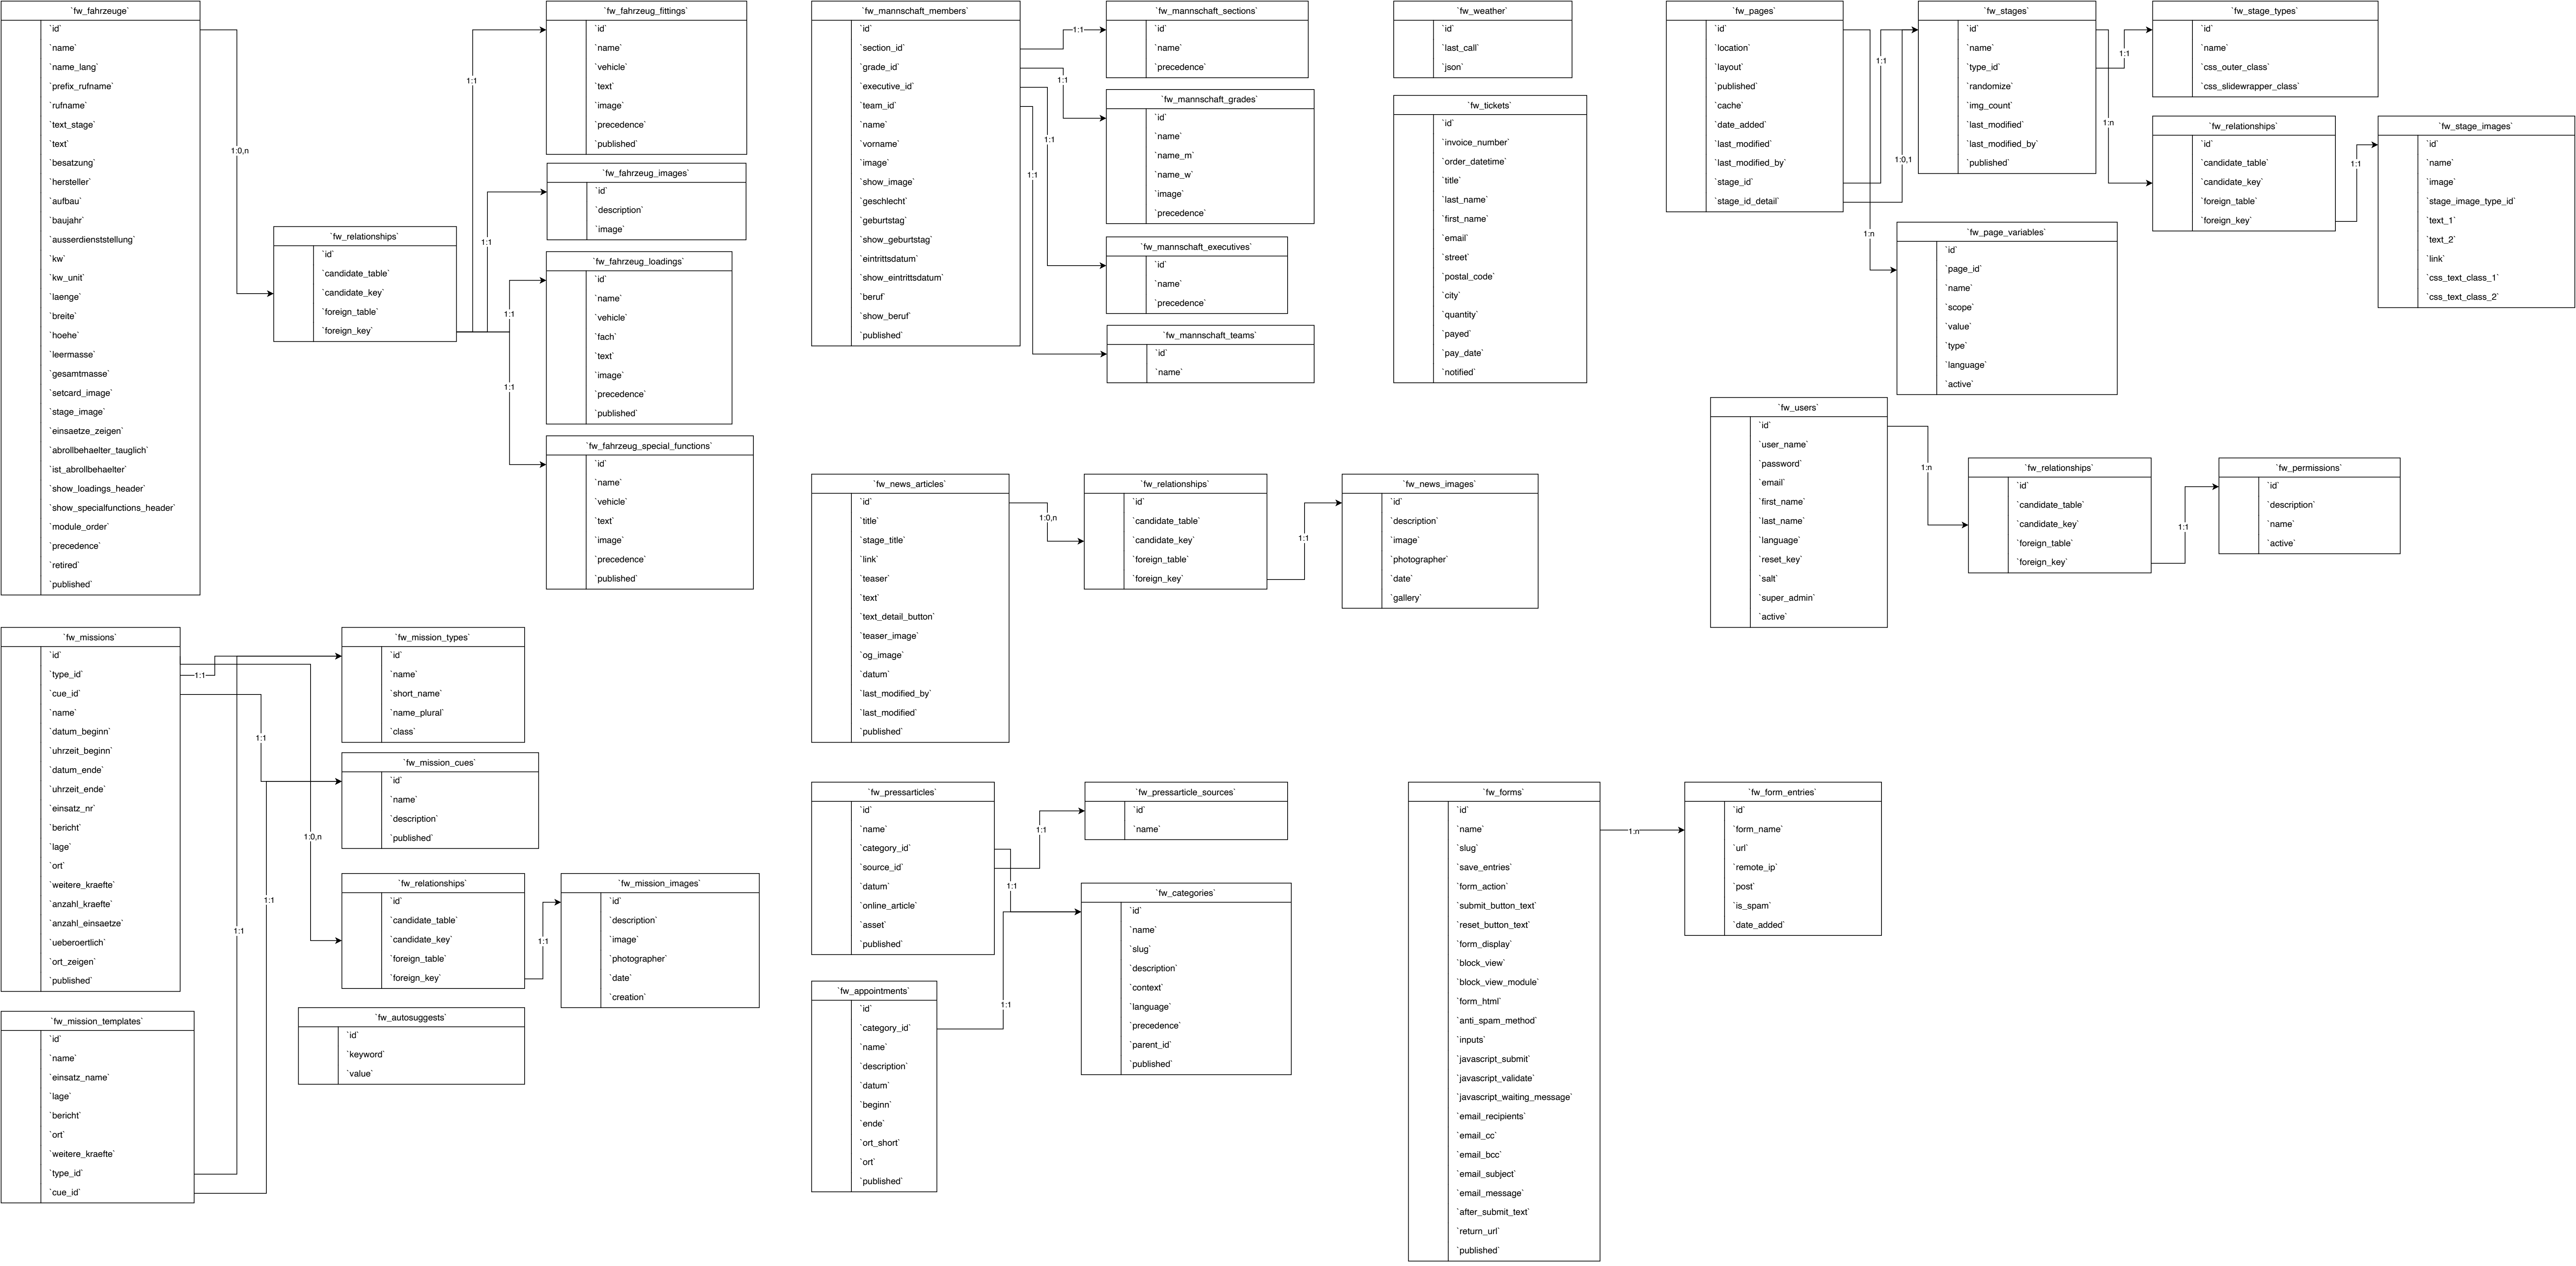 `fw_fahrzeuge`
`id`
`name`
`name_lang`
`prefix_rufname`
`rufname`
`text_stage`
`text`
`besatzung`
`hersteller`
`aufbau`
`baujahr`
`ausserdienststellung`
`kw`
`kw_unit`
`laenge`
`breite`
`hoehe`
`leermasse`
`gesamtmasse`
`setcard_image`
`stage_image`
`einsaetze_zeigen`
`abrollbehaelter_tauglich`
`ist_abrollbehaelter`
`show_loadings_header`
`show_specialfunctions_header`
`module_order`
`precedence`
`retired`
`published`
1:0,n
`fw_relationships`
`id`
`candidate_table`
`candidate_key`
`foreign_table`
`foreign_key`
1:1
1:1
1:1
1:1
`fw_fahrzeug_fittings`
`id`
`name`
`vehicle`
`text`
`image`
`precedence`
`published`
`fw_fahrzeug_images`
`id`
`description`
`image`
`fw_fahrzeug_loadings`
`id`
`name`
`vehicle`
`fach`
`text`
`image`
`precedence`
`published`
`fw_fahrzeug_special_functions`
`id`
`name`
`vehicle`
`text`
`image`
`precedence`
`published`
`fw_mannschaft_members`
`id`
`section_id`
`grade_id`
`executive_id`
`team_id`
`name`
`vorname`
`image`
`show_image`
`geschlecht`
`geburtstag`
`show_geburtstag`
`eintrittsdatum`
`show_eintrittsdatum`
`beruf`
`show_beruf`
`published`
1:1
1:1
1:1
1:1
`fw_mannschaft_sections`
`id`
`name`
`precedence`
`fw_mannschaft_grades`
`id`
`name`
`name_m`
`name_w`
`image`
`precedence`
`fw_mannschaft_executives`
`id`
`name`
`precedence`
`fw_mannschaft_teams`
`id`
`name`
`fw_weather`
`id`
`last_call`
`json`
`fw_tickets`
`id`
`invoice_number`
`order_datetime`
`title`
`last_name`
`first_name`
`email`
`street`
`postal_code`
`city`
`quantity`
`payed`
`pay_date`
`notified`
`fw_pages`
`id`
`location`
`layout`
`published`
`cache`
`date_added`
`last_modified`
`last_modified_by`
`stage_id`
`stage_id_detail`
1:1
1:0,1
1:n
`fw_stages`
`id`
`name`
`type_id`
`randomize`
`img_count`
`last_modified`
`last_modified_by`
`published`
1:1
1:n
`fw_stage_types`
`id`
`name`
`css_outer_class`
`css_slidewrapper_class`
`fw_relationships`
`id`
`candidate_table`
`candidate_key`
`foreign_table`
`foreign_key`
1:1
`fw_stage_images`
`id`
`name`
`image`
`stage_image_type_id`
`text_1`
`text_2`
`link`
`css_text_class_1`
`css_text_class_2`
`fw_page_variables`
`id`
`page_id`
`name`
`scope`
`value`
`type`
`language`
`active`
`fw_users`
`id`
`user_name`
`password`
`email`
`first_name`
`last_name`
`language`
`reset_key`
`salt`
`super_admin`
`active`
1:n
`fw_relationships`
`id`
`candidate_table`
`candidate_key`
`foreign_table`
`foreign_key`
1:1
`fw_permissions`
`id`
`description`
`name`
`active`
`fw_news_articles`
`id`
`title`
`stage_title`
`link`
`teaser`
`text`
`text_detail_button`
`teaser_image`
`og_image`
`datum`
`last_modified_by`
`last_modified`
`published`
1:0,n
`fw_relationships`
`id`
`candidate_table`
`candidate_key`
`foreign_table`
`foreign_key`
1:1
`fw_news_images`
`id`
`description`
`image`
`photographer`
`date`
`gallery`
`fw_missions`
`id`
`type_id`
`cue_id`
`name`
`datum_beginn`
`uhrzeit_beginn`
`datum_ende`
`uhrzeit_ende`
`einsatz_nr`
`bericht`
`lage`
`ort`
`weitere_kraefte`
`anzahl_kraefte`
`anzahl_einsaetze`
`ueberoertlich`
`ort_zeigen`
`published`
1:1
1:1
1:0,n
1:1
1:1
`fw_mission_types`
`id`
`name`
`short_name`
`name_plural`
`class`
`fw_mission_cues`
`id`
`name`
`description`
`published`
`fw_relationships`
`id`
`candidate_table`
`candidate_key`
`foreign_table`
`foreign_key`
1:1
`fw_mission_images`
`id`
`description`
`image`
`photographer`
`date`
`creation`
`fw_mission_templates`
`id`
`name`
`einsatz_name`
`lage`
`bericht`
`ort`
`weitere_kraefte`
`type_id`
`cue_id`
`fw_autosuggests`
`id`
`keyword`
`value`
`fw_pressarticles`
`id`
`name`
`category_id`
`source_id`
`datum`
`online_article`
`asset`
`published`
1:1
1:1
`fw_pressarticle_sources`
`id`
`name`
`fw_categories`
`id`
`name`
`slug`
`description`
`context`
`language`
`precedence`
`parent_id`
`published`
`fw_appointments`
`id`
`category_id`
`name`
`description`
`datum`
`beginn`
`ende`
`ort_short`
`ort`
`published`
1:1
`fw_forms`
`id`
`name`
`slug`
`save_entries`
`form_action`
`submit_button_text`
`reset_button_text`
`form_display`
`block_view`
`block_view_module`
`form_html`
`anti_spam_method`
`inputs`
`javascript_submit`
`javascript_validate`
`javascript_waiting_message`
`email_recipients`
`email_cc`
`email_bcc`
`email_subject`
`email_message`
`after_submit_text`
`return_url`
`published`
1:n
`fw_form_entries`
`id`
`form_name`
`url`
`remote_ip`
`post`
`is_spam`
`date_added`